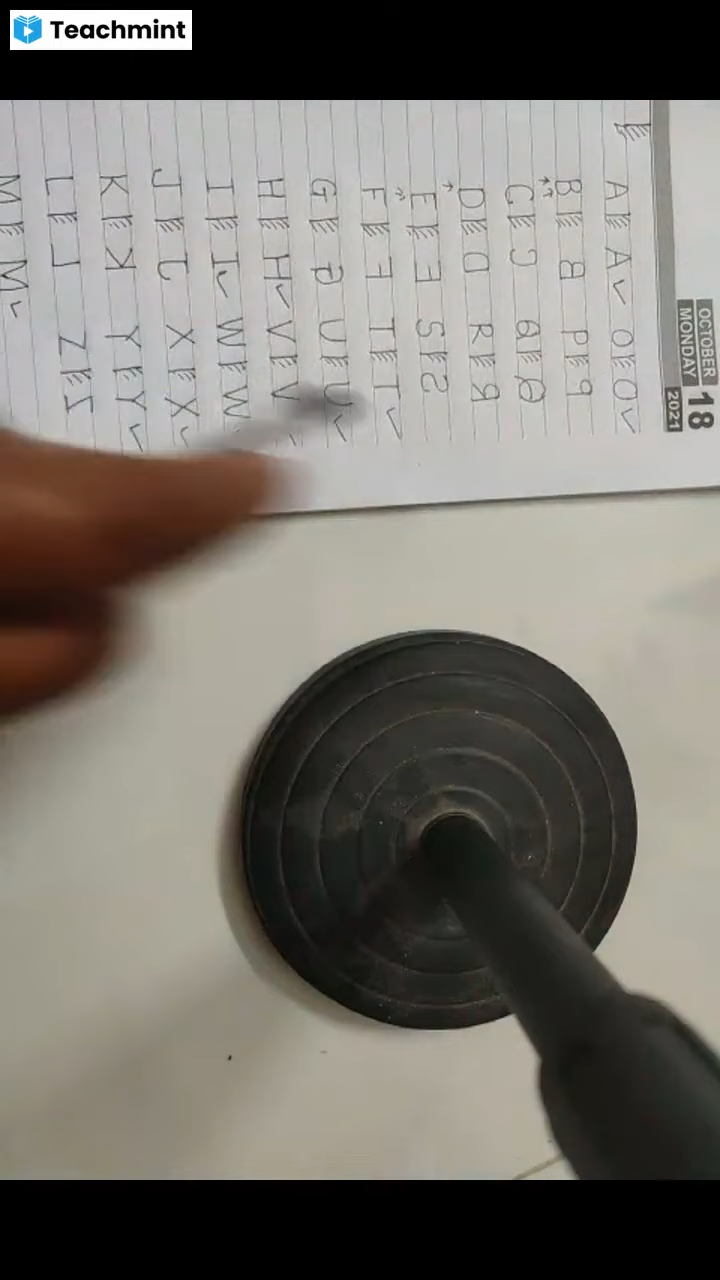 Teachmint
OCTOBER 18
MONDAY 2021
A A ✓ O O ✓
B ᗺ P ꟼ
C Ɔ Q Ϙ
D ᗡ R Я
E Ǝ S Ƨ
F ꟻ T T ✓
G U U ✓
H H ✓ V V ✓
I I ✓ W W ✓
J Ⴑ X X ✓
K ꓘ Y Y ✓
L ⅃ Z Ƹ
M M ✓